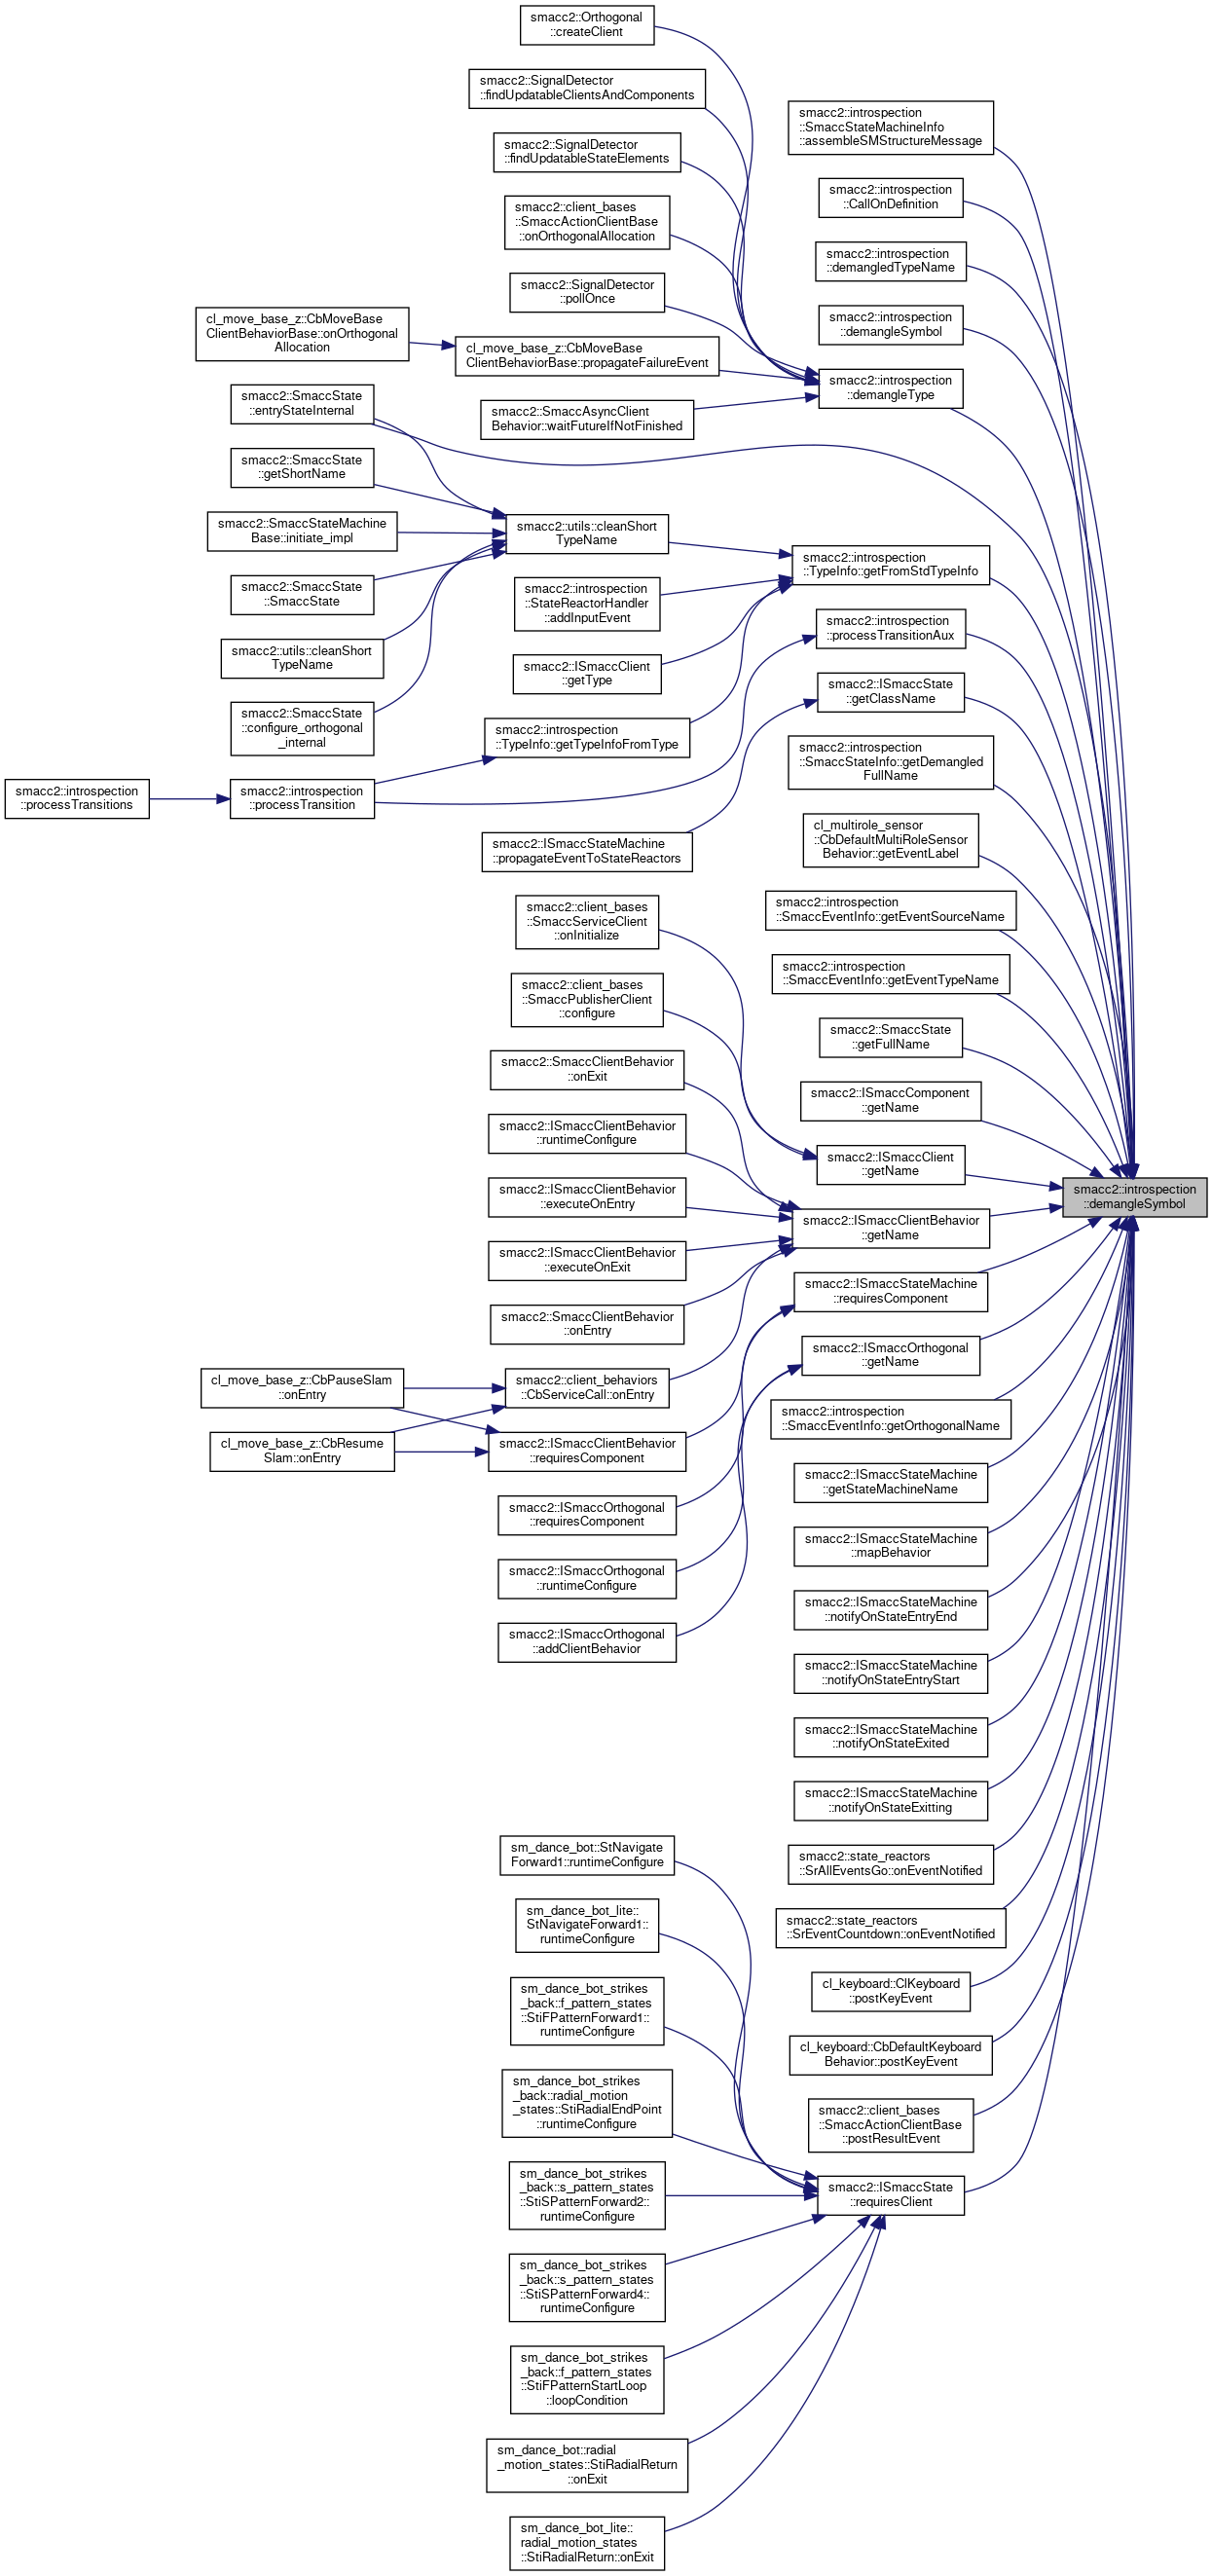 smacc2::Orthogonal
::createClient
smacc2::SignalDetector
::findUpdatableClientsAndComponents
smacc2::introspection
::SmaccStateMachineInfo
::assembleSMStructureMessage
smacc2::SignalDetector
::findUpdatableStateElements
smacc2::introspection
::CallOnDefinition
smacc2::client_bases
::SmaccActionClientBase
::onOrthogonalAllocation
smacc2::introspection
::demangledTypeName
smacc2::SignalDetector
::pollOnce
smacc2::introspection
::demangleSymbol
cl_move_base_z::CbMoveBase
ClientBehaviorBase::onOrthogonal
Allocation
cl_move_base_z::CbMoveBase
ClientBehaviorBase::propagateFailureEvent
smacc2::introspection
::demangleType
smacc2::SmaccState
::entryStateInternal
smacc2::SmaccAsyncClient
Behavior::waitFutureIfNotFinished
smacc2::SmaccState
::getShortName
smacc2::SmaccStateMachine
Base::initiate_impl
smacc2::utils::cleanShort
TypeName
smacc2::introspection
::TypeInfo::getFromStdTypeInfo
smacc2::SmaccState
::SmaccState
smacc2::introspection
::StateReactorHandler
::addInputEvent
smacc2::introspection
::processTransitionAux
smacc2::utils::cleanShort
TypeName
smacc2::ISmaccClient
::getType
smacc2::ISmaccState
::getClassName
smacc2::SmaccState
::configure_orthogonal
_internal
smacc2::introspection
::TypeInfo::getTypeInfoFromType
smacc2::introspection
::SmaccStateInfo::getDemangled
FullName
smacc2::introspection
::processTransitions
smacc2::introspection
::processTransition
smacc2::ISmaccStateMachine
::propagateEventToStateReactors
cl_multirole_sensor
::CbDefaultMultiRoleSensor
Behavior::getEventLabel
smacc2::client_bases
::SmaccServiceClient
::onInitialize
smacc2::introspection
::SmaccEventInfo::getEventSourceName
smacc2::client_bases
::SmaccPublisherClient
::configure
smacc2::introspection
::SmaccEventInfo::getEventTypeName
smacc2::SmaccState
::getFullName
smacc2::SmaccClientBehavior
::onExit
smacc2::ISmaccComponent
::getName
smacc2::ISmaccClientBehavior
::runtimeConfigure
smacc2::ISmaccClient
::getName
smacc2::introspection
::demangleSymbol
smacc2::ISmaccClientBehavior
::executeOnEntry
smacc2::ISmaccClientBehavior
::getName
smacc2::ISmaccClientBehavior
::executeOnExit
smacc2::ISmaccStateMachine
::requiresComponent
smacc2::SmaccClientBehavior
::onEntry
smacc2::ISmaccOrthogonal
::getName
cl_move_base_z::CbPauseSlam
::onEntry
smacc2::client_behaviors
::CbServiceCall::onEntry
smacc2::introspection
::SmaccEventInfo::getOrthogonalName
cl_move_base_z::CbResume
Slam::onEntry
smacc2::ISmaccClientBehavior
::requiresComponent
smacc2::ISmaccStateMachine
::getStateMachineName
smacc2::ISmaccOrthogonal
::requiresComponent
smacc2::ISmaccStateMachine
::mapBehavior
smacc2::ISmaccOrthogonal
::runtimeConfigure
smacc2::ISmaccStateMachine
::notifyOnStateEntryEnd
smacc2::ISmaccOrthogonal
::addClientBehavior
smacc2::ISmaccStateMachine
::notifyOnStateEntryStart
smacc2::ISmaccStateMachine
::notifyOnStateExited
smacc2::ISmaccStateMachine
::notifyOnStateExitting
sm_dance_bot::StNavigate
Forward1::runtimeConfigure
smacc2::state_reactors
::SrAllEventsGo::onEventNotified
sm_dance_bot_lite::
StNavigateForward1::
runtimeConfigure
smacc2::state_reactors
::SrEventCountdown::onEventNotified
sm_dance_bot_strikes
_back::f_pattern_states
::StiFPatternForward1::
runtimeConfigure
cl_keyboard::ClKeyboard
::postKeyEvent
cl_keyboard::CbDefaultKeyboard
Behavior::postKeyEvent
sm_dance_bot_strikes
_back::radial_motion
_states::StiRadialEndPoint
::runtimeConfigure
smacc2::client_bases
::SmaccActionClientBase
::postResultEvent
sm_dance_bot_strikes
_back::s_pattern_states
::StiSPatternForward2::
runtimeConfigure
smacc2::ISmaccState
::requiresClient
sm_dance_bot_strikes
_back::s_pattern_states
::StiSPatternForward4::
runtimeConfigure
sm_dance_bot_strikes
_back::f_pattern_states
::StiFPatternStartLoop
::loopCondition
sm_dance_bot::radial
_motion_states::StiRadialReturn
::onExit
sm_dance_bot_lite::
radial_motion_states
::StiRadialReturn::onExit